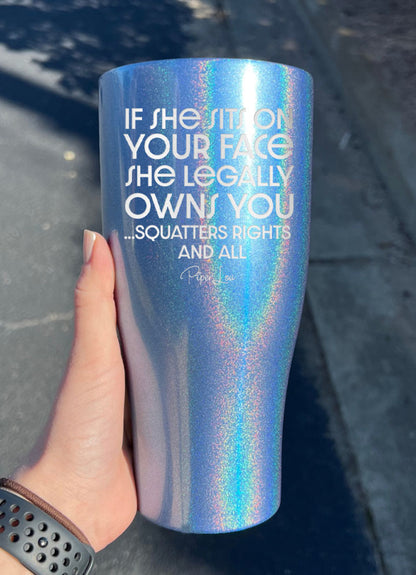 IF SHE SITS ON
YOUR FACE
SHE LEGALLY
OWNS YOU
...SQUATTERS RIGHTS
AND ALL
Piper Lou